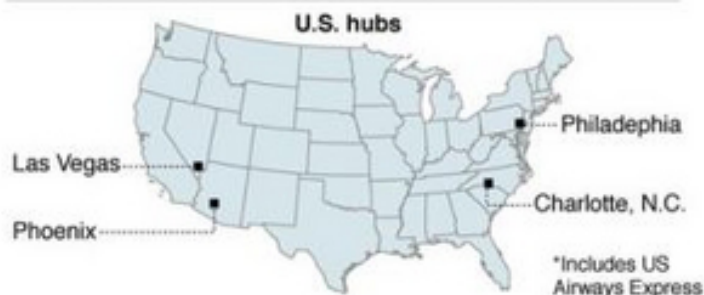 U.S. hubs
Philadephia
Las Vegas
Charlotte, N.C.
Phoenix
*Includes US
Airways Express